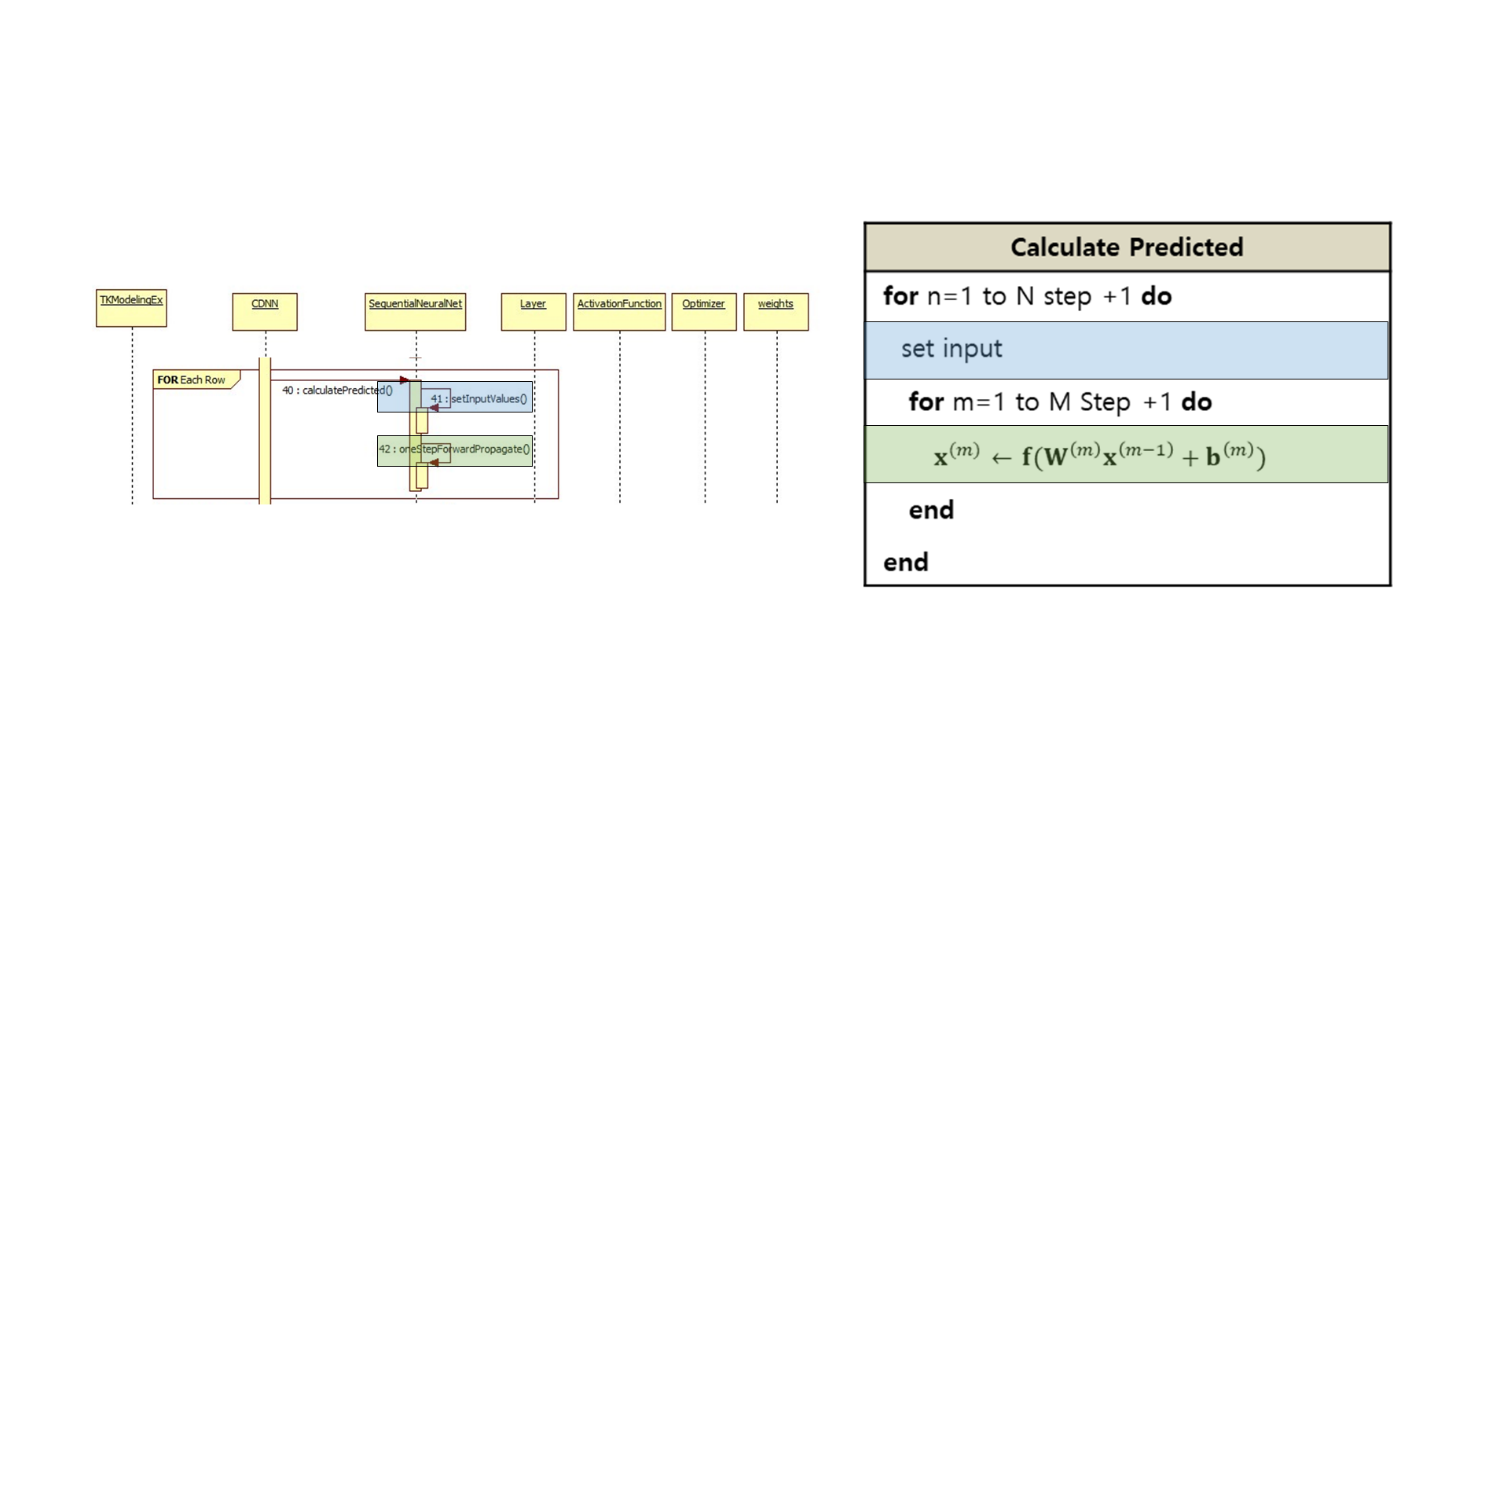 TKModelingEx
CDNN
SequentialNeuralNet
Layer
ActivationFunction
Optimizer
weights
FOR Each Row
40 : calculatePredicted()
41 : setInputValues()
42 : oneStepForwardPropagate()
Calculate Predicted
for n=1 to N step +1 do
set input
for m=1 to M Step +1 do
x^(m) ← f(W^(m)x^(m−1) + b^(m))
end
end